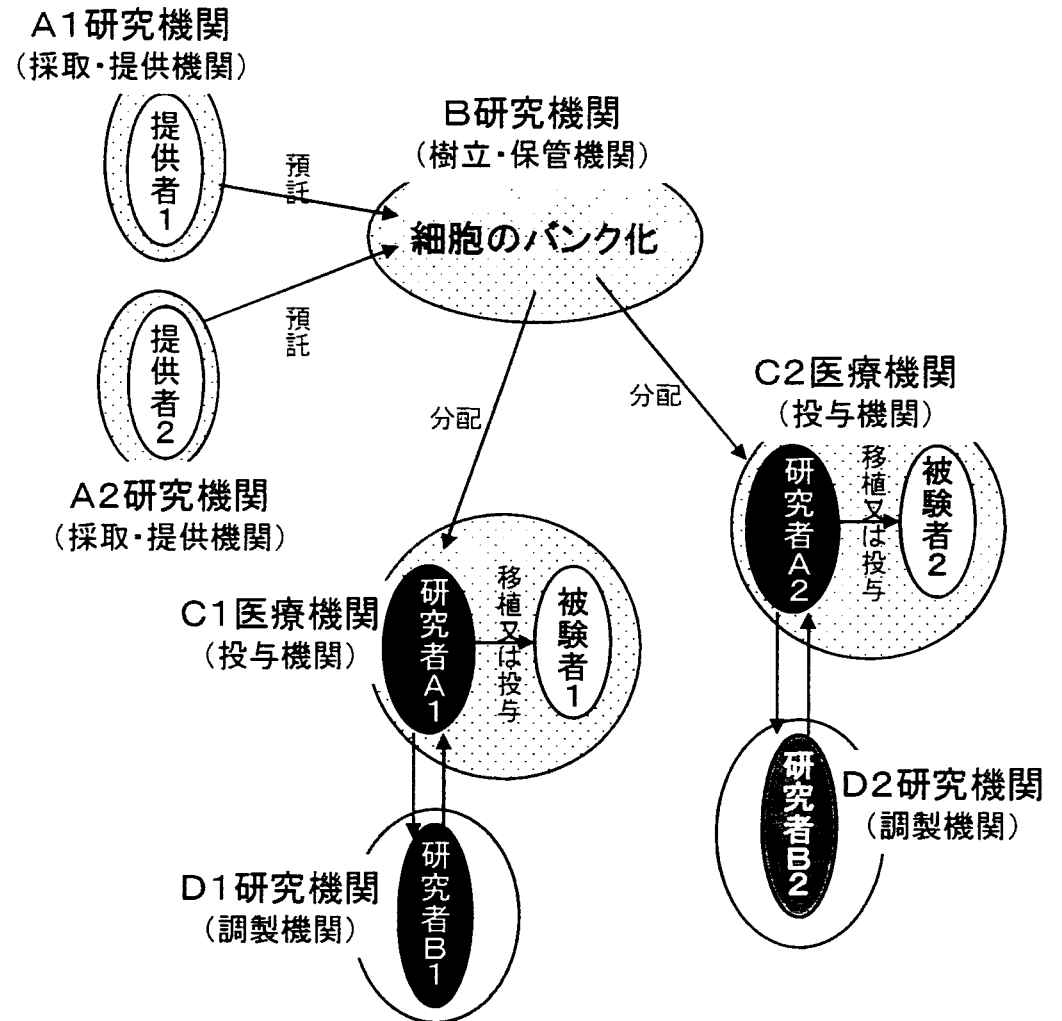 A1研究機関
(採取・提供機関)
提供者1
預託
B研究機関
(樹立・保管機関)
細胞のバンク化
提供者2
預託
A2研究機関
(採取・提供機関)
分配
分配
C2医療機関
(投与機関)
研究者A2
移植又は投与
被験者2
C1医療機関
(投与機関)
研究者A1
移植又は投与
被験者1
D2研究機関
(調製機関)
研究者B2
D1研究機関
(調製機関)
研究者B1